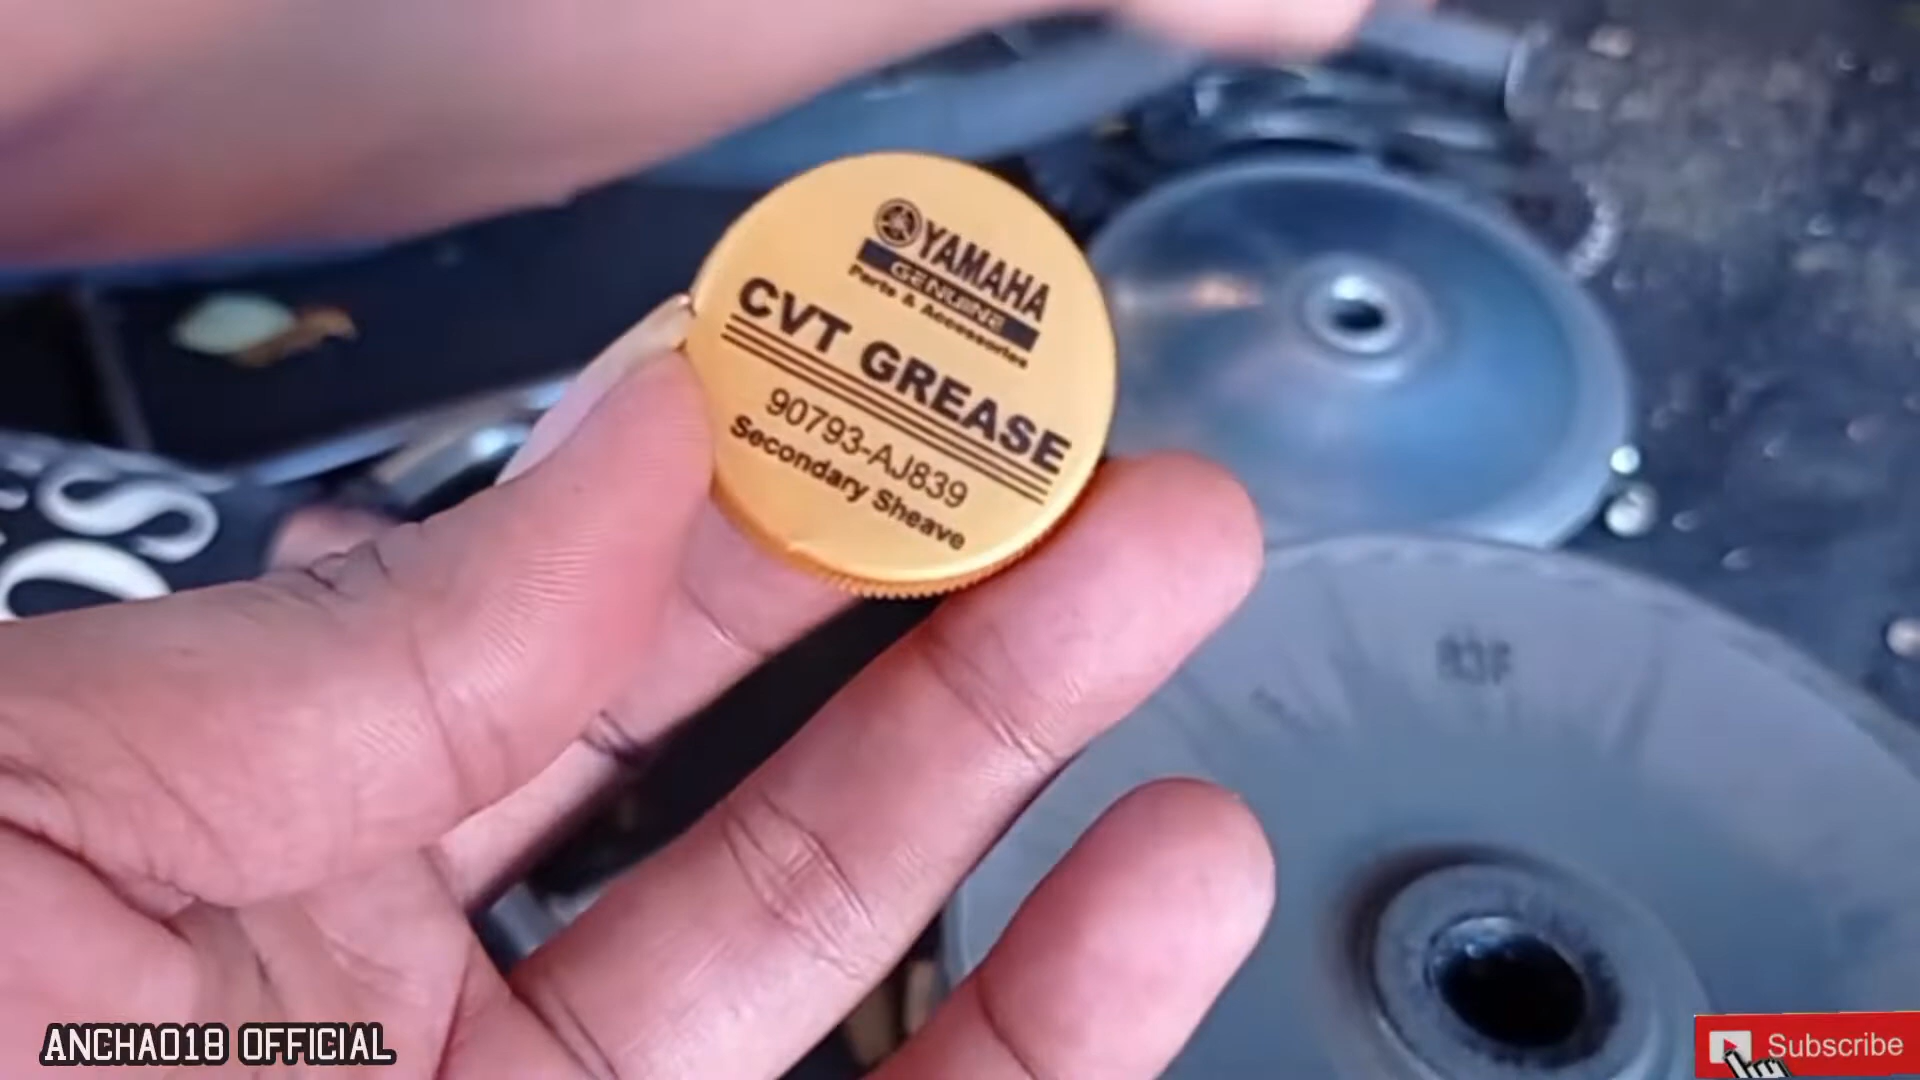 YAMAHA
GENUINE
Parts & Accessories
CVT GREASE
90793-AJ839
Secondary Sheave
ANCHA018 OFFICIAL
Subscribe